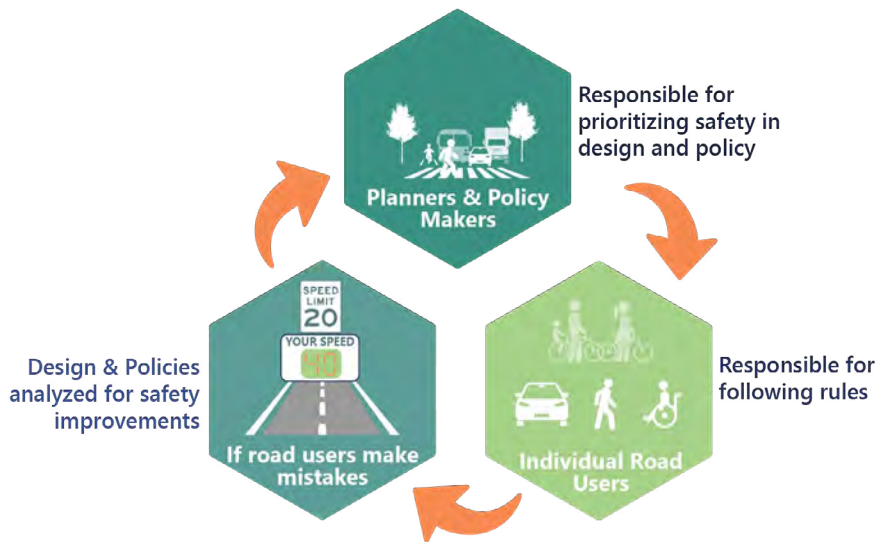 Planners & Policy
Makers
Responsible for
prioritizing safety in
design and policy
Individual Road
Users
Responsible for
following rules
SPEED
LIMIT
20
YOUR SPEED
40
If road users make
mistakes
Design & Policies
analyzed for safety
improvements